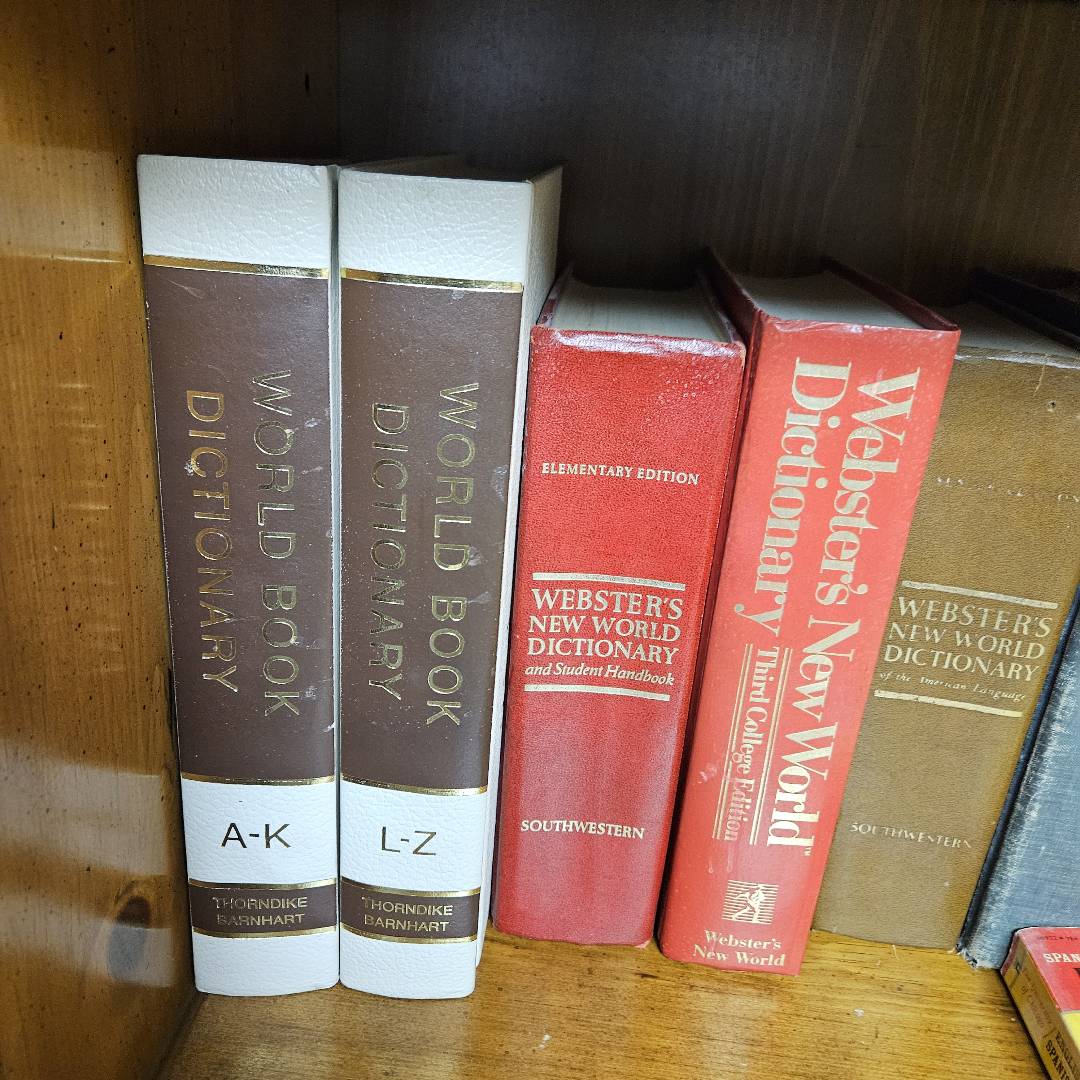 WORLD BOOK
DICTIONARY
A-K
THORNDIKE
BARNHART
WORLD BOOK
DICTIONARY
L-Z
THORNDIKE
BARNHART
ELEMENTARY EDITION
WEBSTER'S
NEW WORLD
DICTIONARY
and Student Handbook
SOUTHWESTERN
Webster's New World™
Dictionary Third College Edition
Webster's
New World
WEBSTER'S
NEW WORLD
DICTIONARY
of the American Language
SOUTHWESTERN